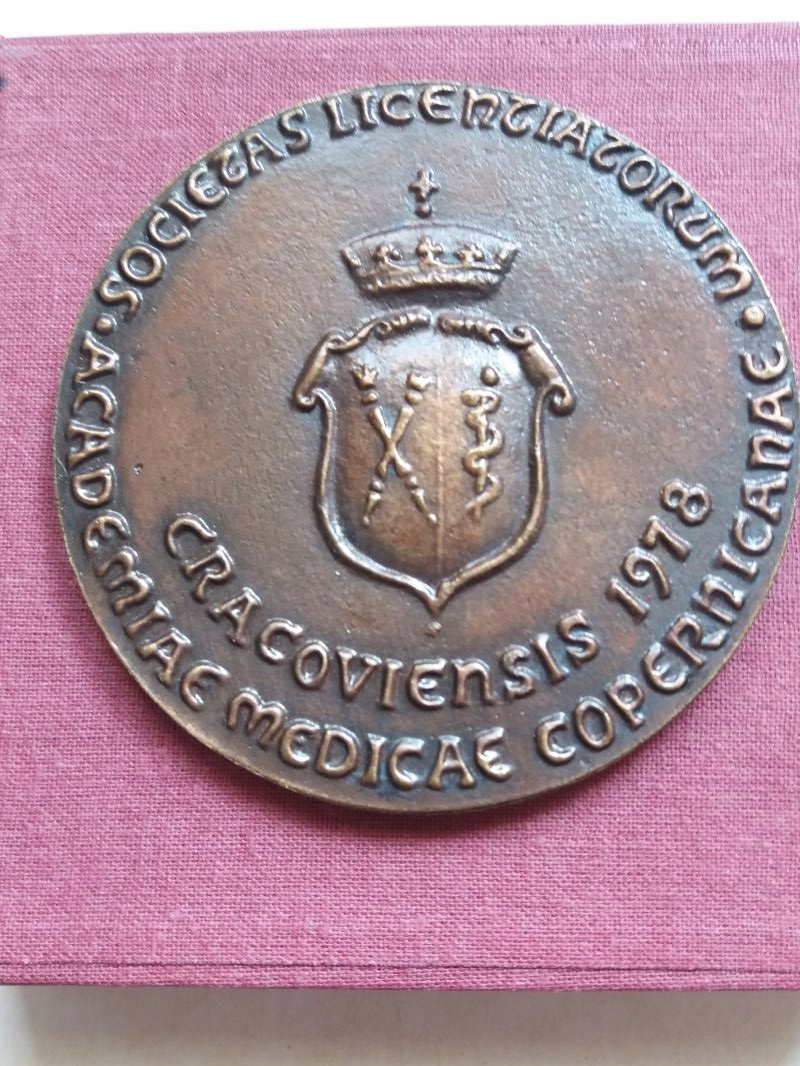 SOCIETAS LICENTIATORUM
ACADEMIAE MEDICAE COPERNICANAE
CRACOVIENSIS 1978